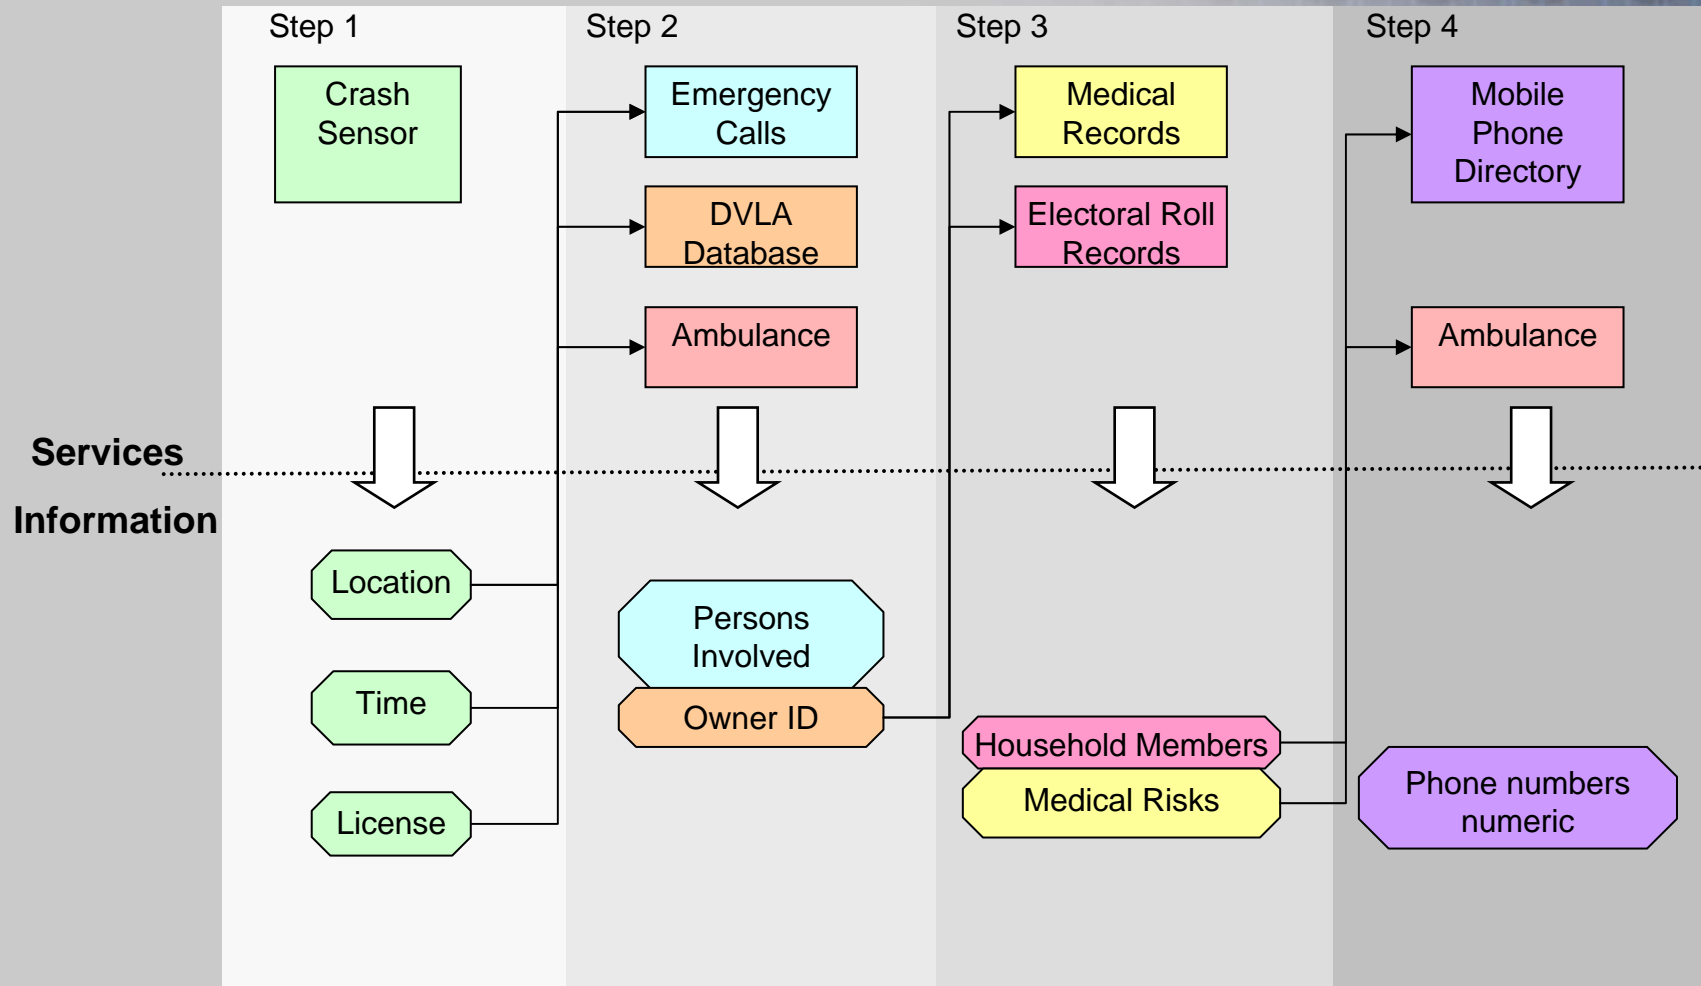 Step 1
Step 2
Step 3
Step 4
Crash
Sensor
Emergency
Calls
Medical
Records
Mobile
Phone
Directory
DVLA
Database
Electoral Roll
Records
Ambulance
Ambulance
Services
Information
Location
Time
License
Persons
Involved
Owner ID
Household Members
Medical Risks
Phone numbers
numeric